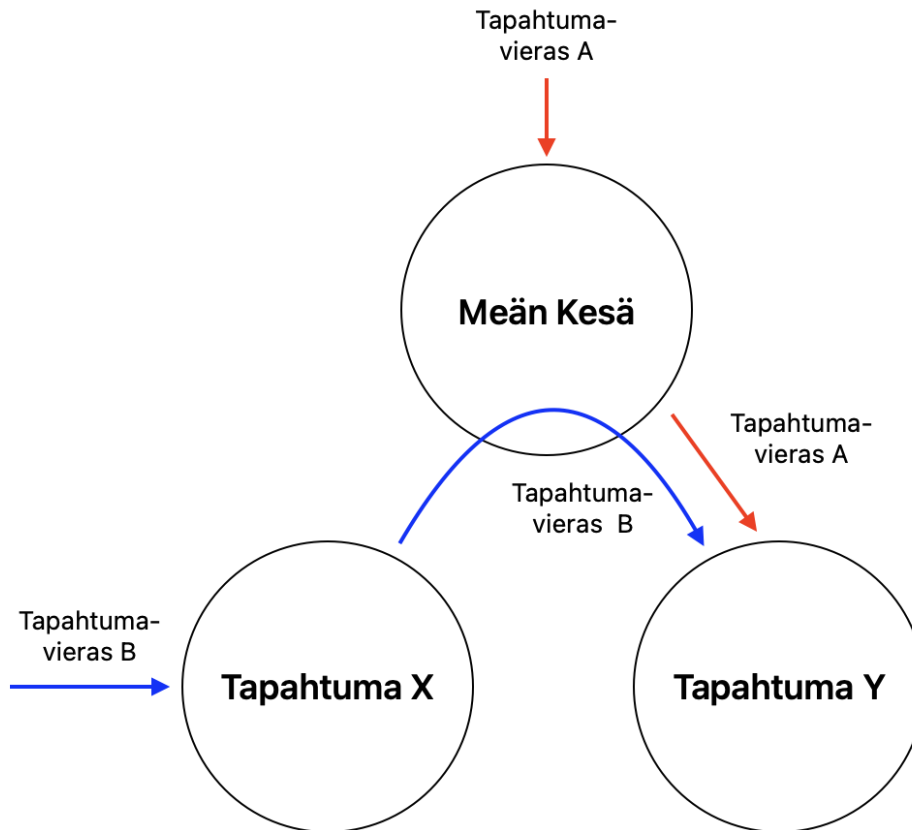 Tapahtuma-
vieras A
Meän Kesä
Tapahtuma-
vieras A
Tapahtuma-
vieras  B
Tapahtuma-
vieras B
Tapahtuma X
Tapahtuma Y